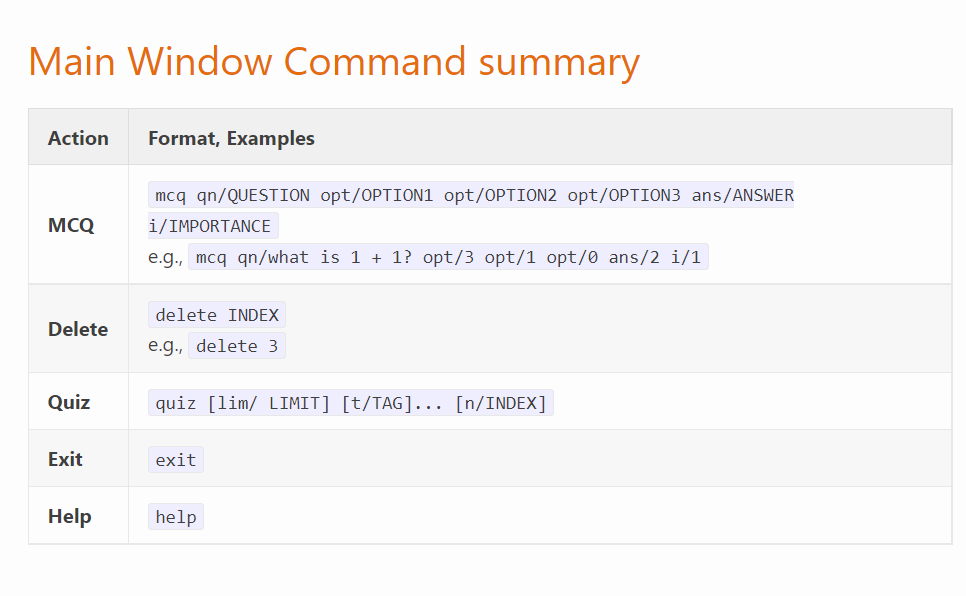 Main Window Command summary
Action Format, Examples
MCQ
mcq qn/QUESTION opt/OPTION1 opt/OPTION2 opt/OPTION3 ans/ANSWER
i/IMPORTANCE
e.g., mcq qn/what is 1 + 1? opt/3 opt/1 opt/0 ans/2 i/1
Delete
delete INDEX
e.g., delete 3
Quiz quiz [lim/ LIMIT] [t/TAG]... [n/INDEX]
Exit exit
Help help